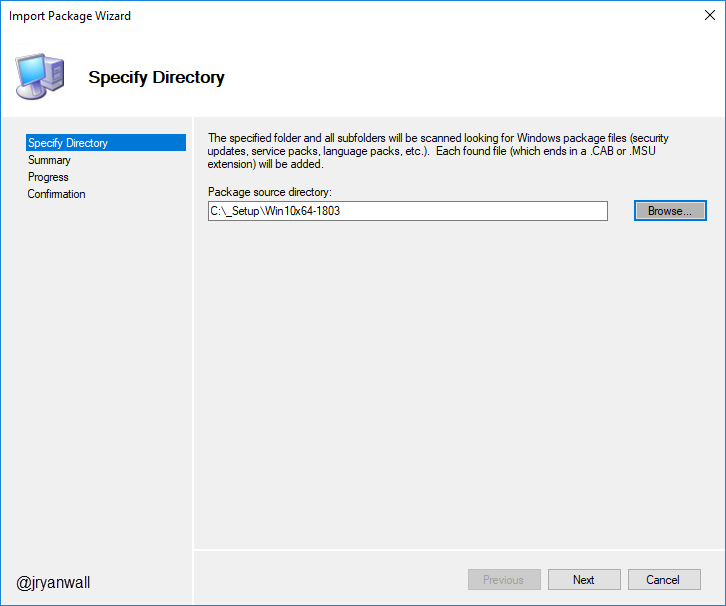 Import Package Wizard
Specify Directory
Specify Directory
Summary
Progress
Confirmation
The specified folder and all subfolders will be scanned looking for Windows package files (security
updates, service packs, language packs, etc.).  Each found file (which ends in a .CAB or .MSU
extension) will be added.
Package source directory:
C:\_Setup\Win10x64-1803
Browse...
@jryanwall
Previous
Next
Cancel